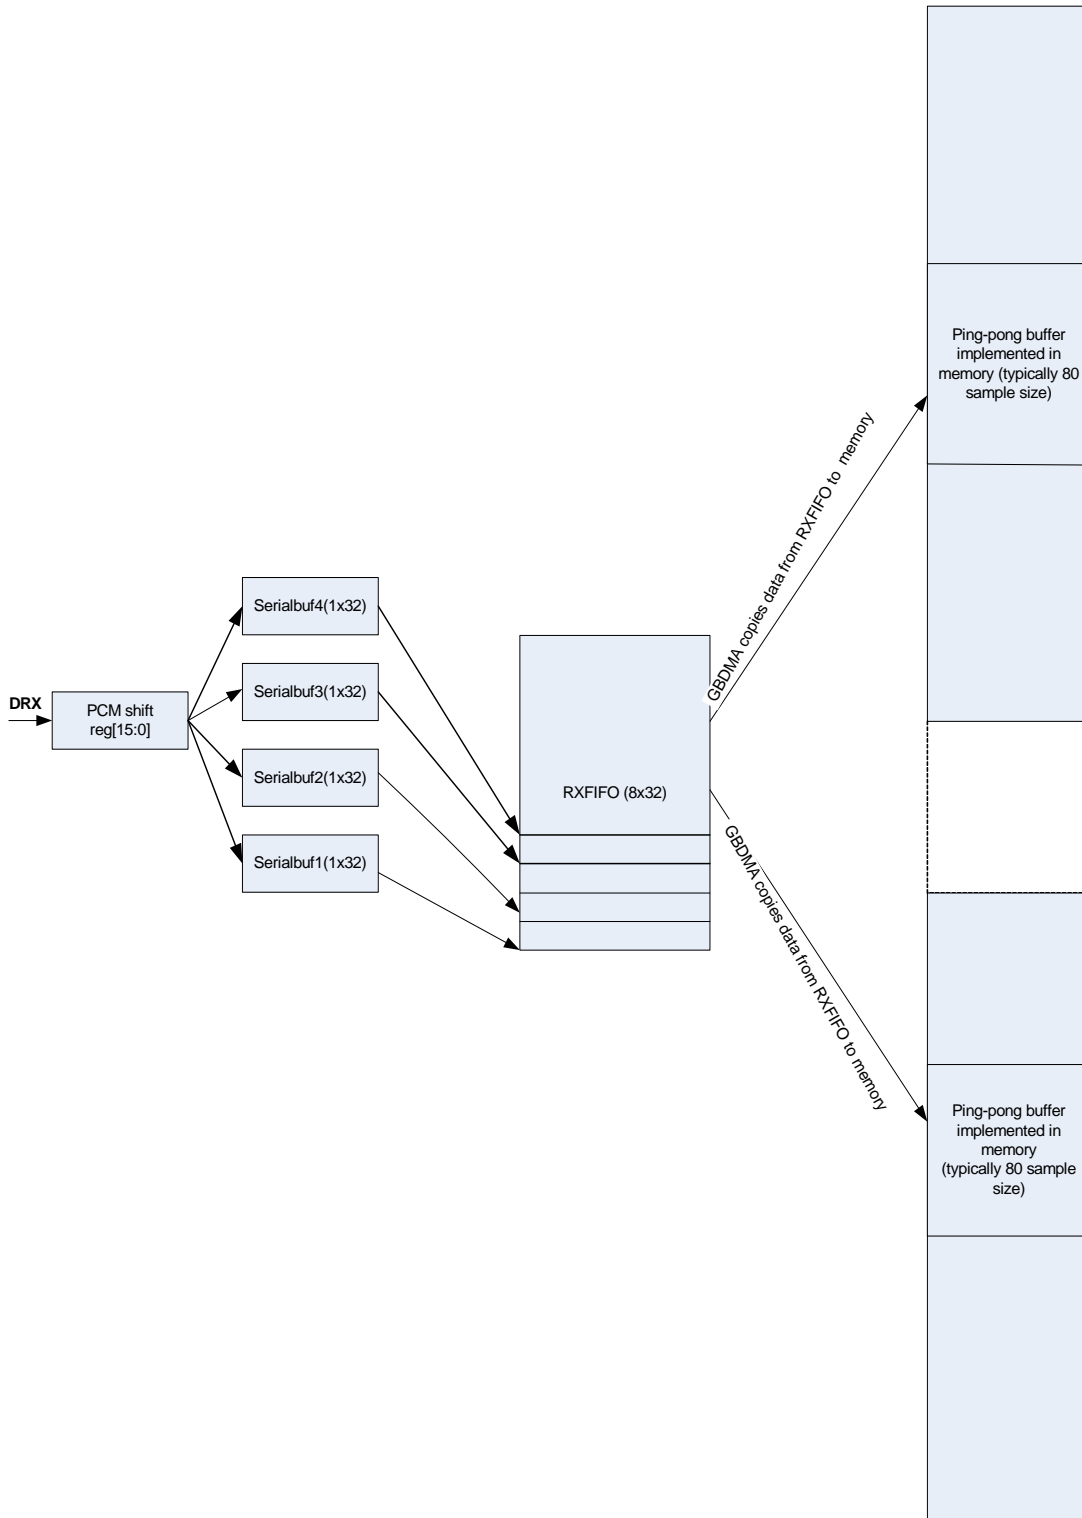 DRX
PCM shift
reg[15:0]
Serialbuf4(1x32)
Serialbuf3(1x32)
Serialbuf2(1x32)
Serialbuf1(1x32)
RXFIFO (8x32)
GBDMA copies data from RXFIFO to memory
GBDMA copies data from RXFIFO to memory
Ping-pong buffer
implemented in
memory (typically 80
sample size)
Ping-pong buffer
implemented in
memory
(typically 80 sample
size)